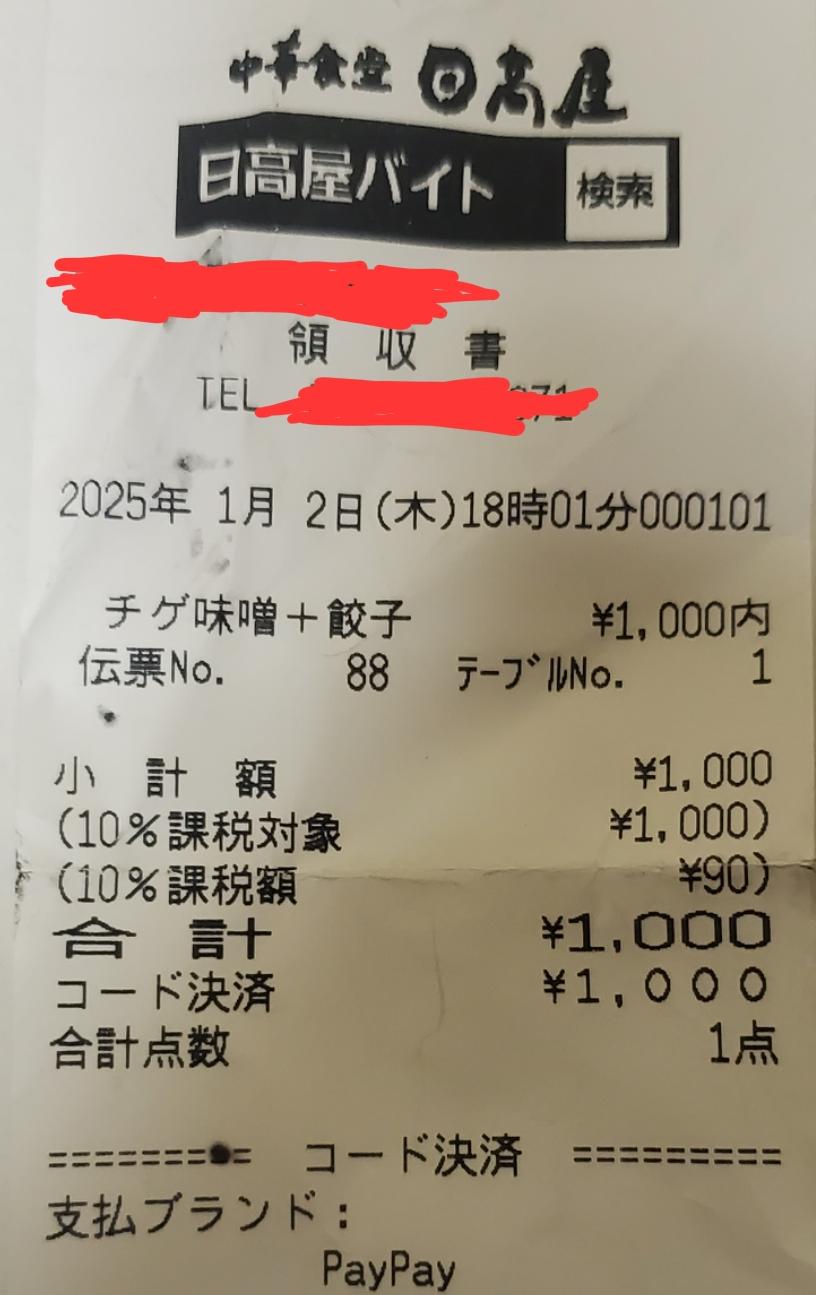 中華食堂 日高屋
日高屋バイト 検索
領 収 書
TEL 371
2025年 1月 2日(木)18時01分000101
チゲ味噌＋餃子 ¥1,000内
伝票No. 88 ﾃｰﾌﾞﾙNo. 1
小 計 額 ¥1,000
(10％課税対象 ¥1,000)
(10％課税額 ¥90)
合 計 ¥1,000
コード決済 ¥1,000
合計点数 1点
========= コード決済 =========
支払ブランド：
PayPay